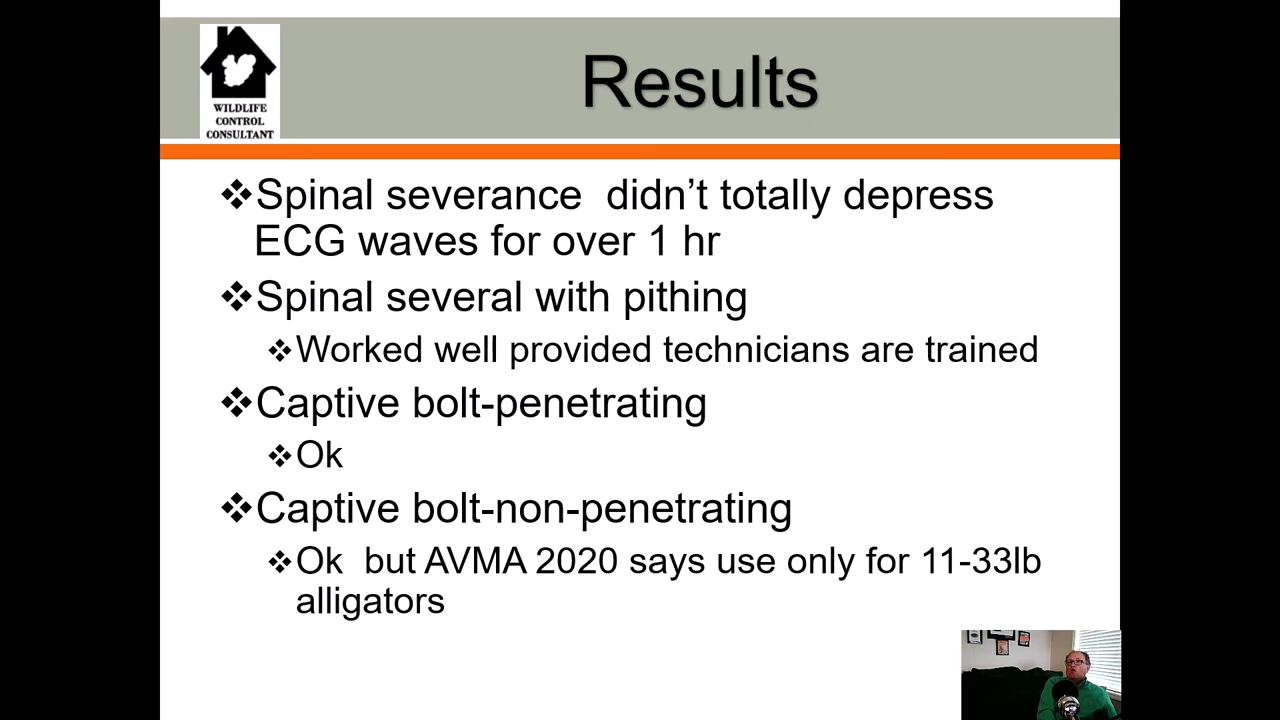 WILDLIFE
CONTROL
CONSULTANT
Results
❖Spinal severance  didn’t totally depress
ECG waves for over 1 hr
❖Spinal several with pithing
❖Worked well provided technicians are trained
❖Captive bolt-penetrating
❖Ok
❖Captive bolt-non-penetrating
❖Ok  but AVMA 2020 says use only for 11-33lb
alligators